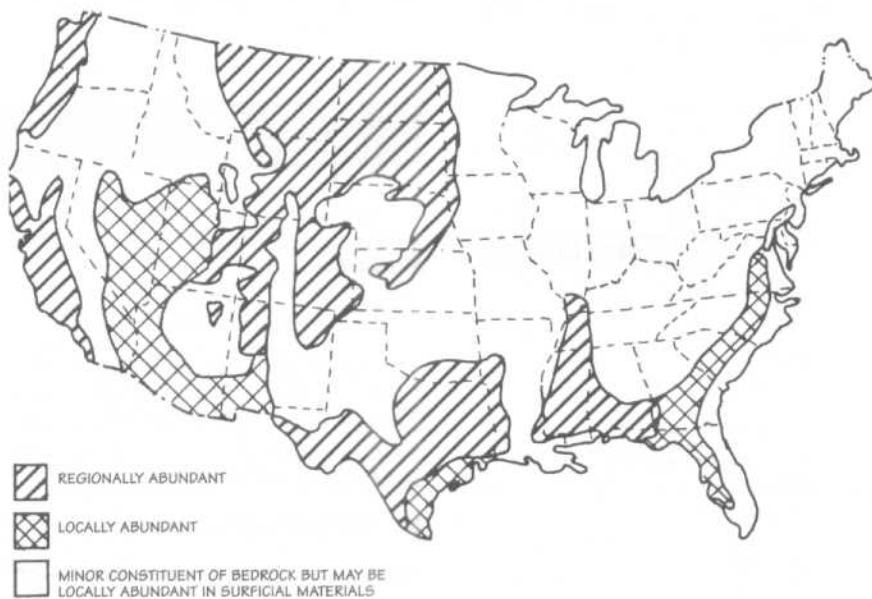 REGIONALLY ABUNDANT
LOCALLY ABUNDANT
MINOR CONSTITUENT OF BEDROCK BUT MAY BE
LOCALLY ABUNDANT IN SURFICIAL MATERIALS